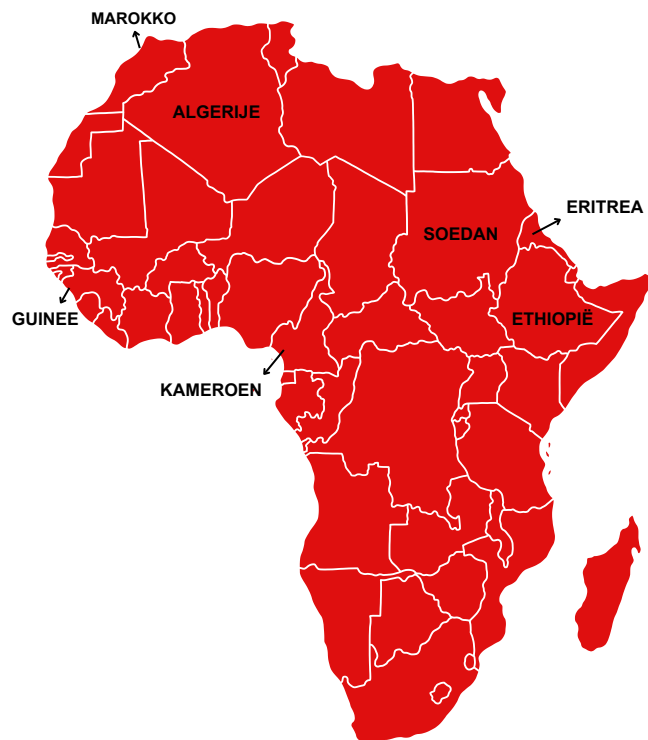 MAROKKO
ALGERIJE
ERITREA
SOEDAN
GUINEE
ETHIOPIË
KAMEROEN